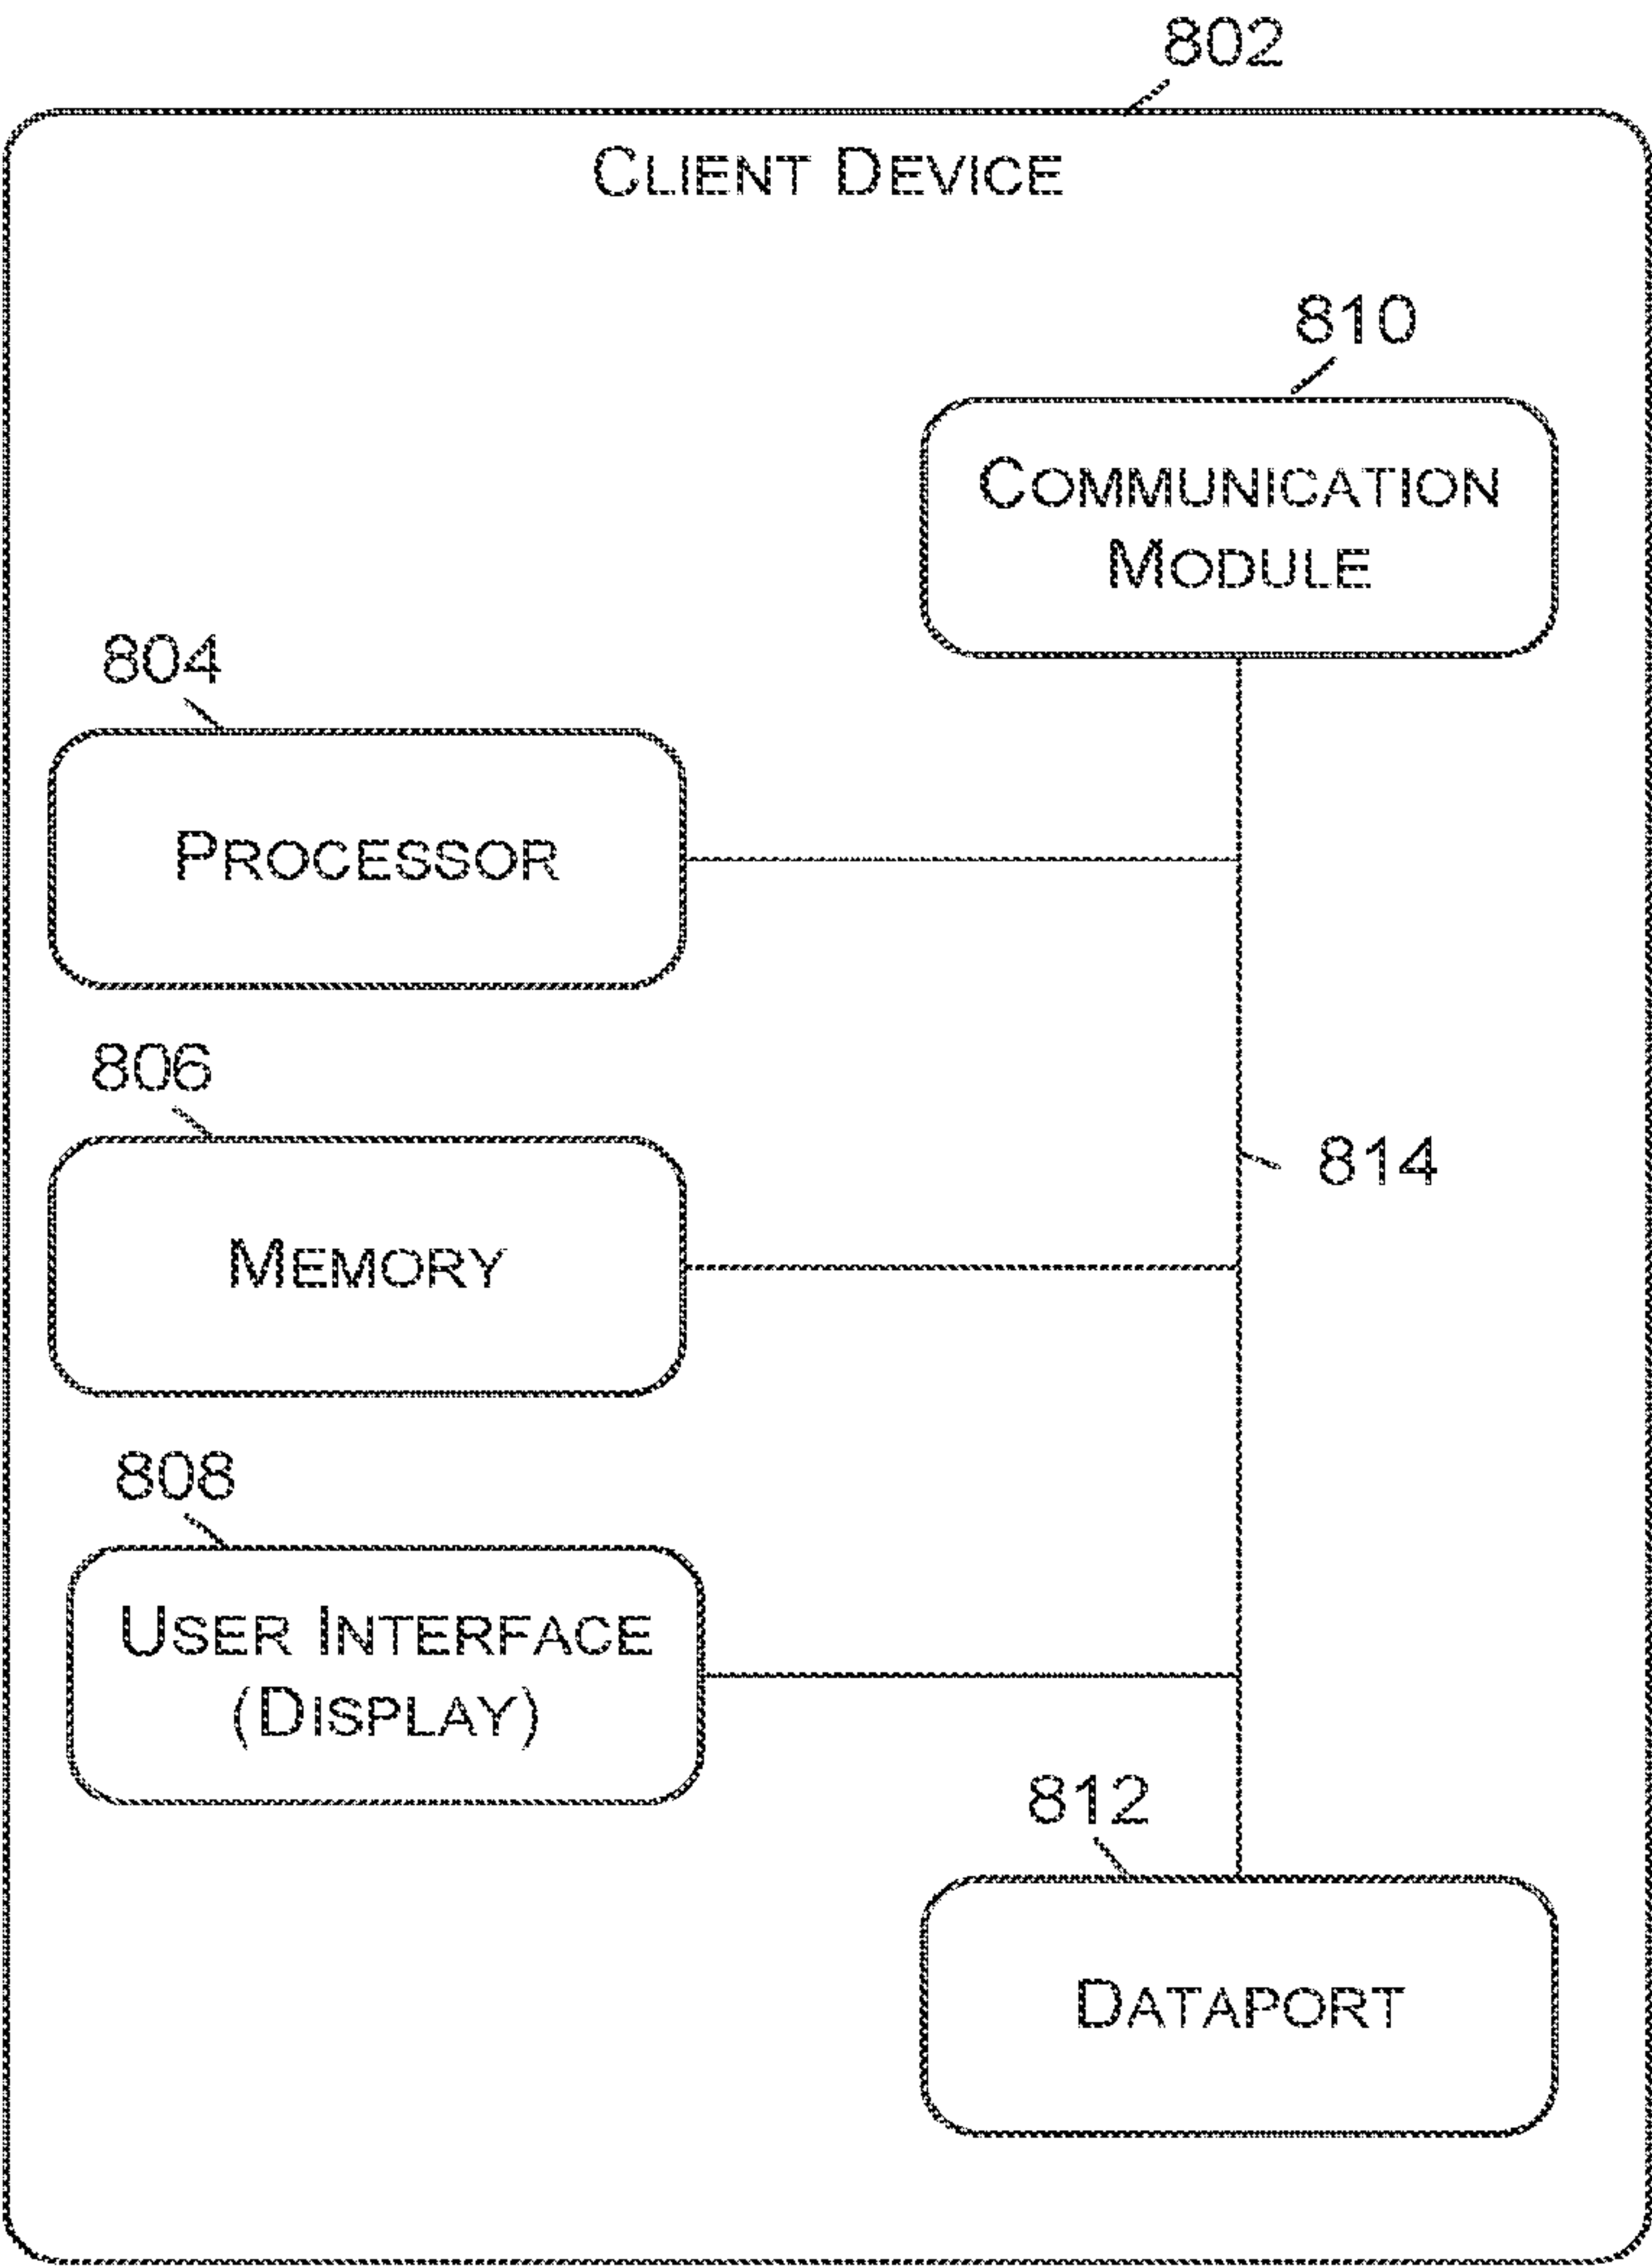 802
CLIENT DEVICE
810
COMMUNICATION
MODULE
804
PROCESSOR
806
814
MEMORY
808
USER INTERFACE
(DISPLAY)
812
DATAPORT